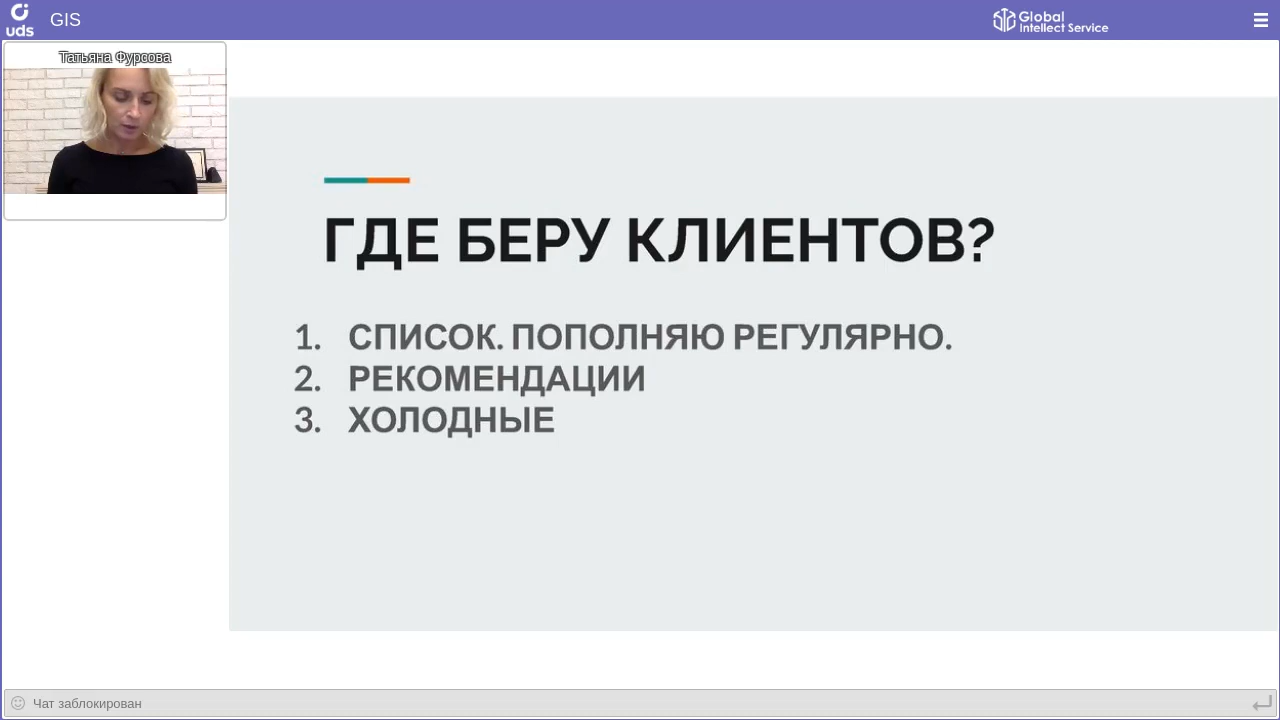 uds
GIS
Global
Intellect Service
Татьяна Фурсова
ГДЕ БЕРУ КЛИЕНТОВ?
1. СПИСОК. ПОПОЛНЯЮ РЕГУЛЯРНО.
2. РЕКОМЕНДАЦИИ
3. ХОЛОДНЫЕ
Чат заблокирован